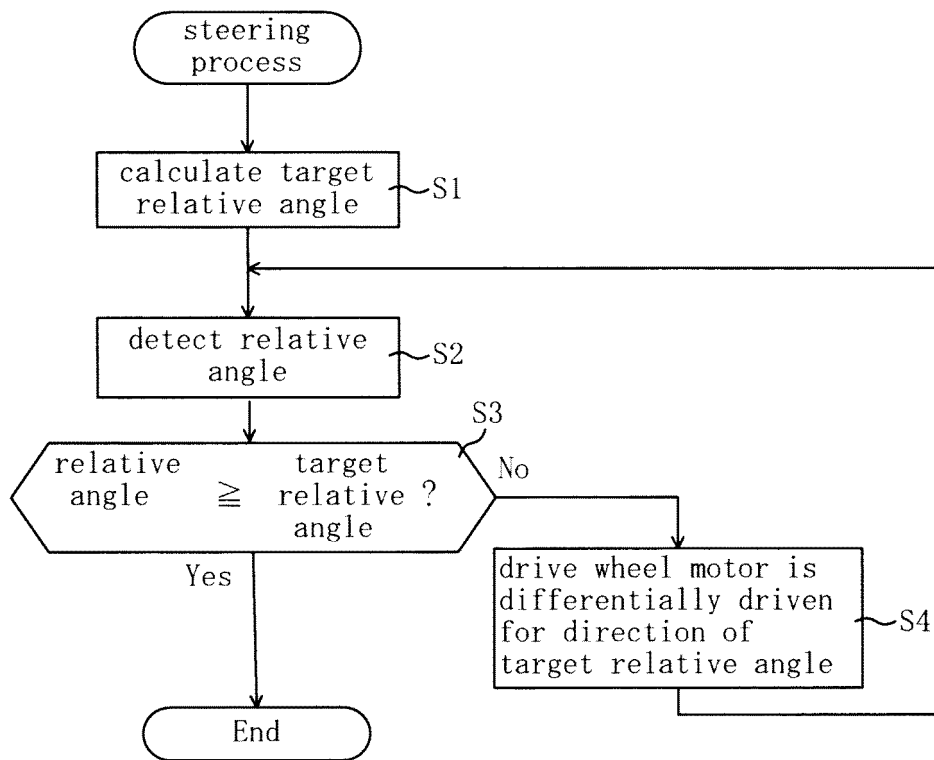 steering
process
calculate target
relative angle
S1
detect relative
angle
S2
S3
relative
angle
≧
target
relative ?
angle
No
Yes
drive wheel motor is
differentially driven
for direction of
target relative angle
S4
End